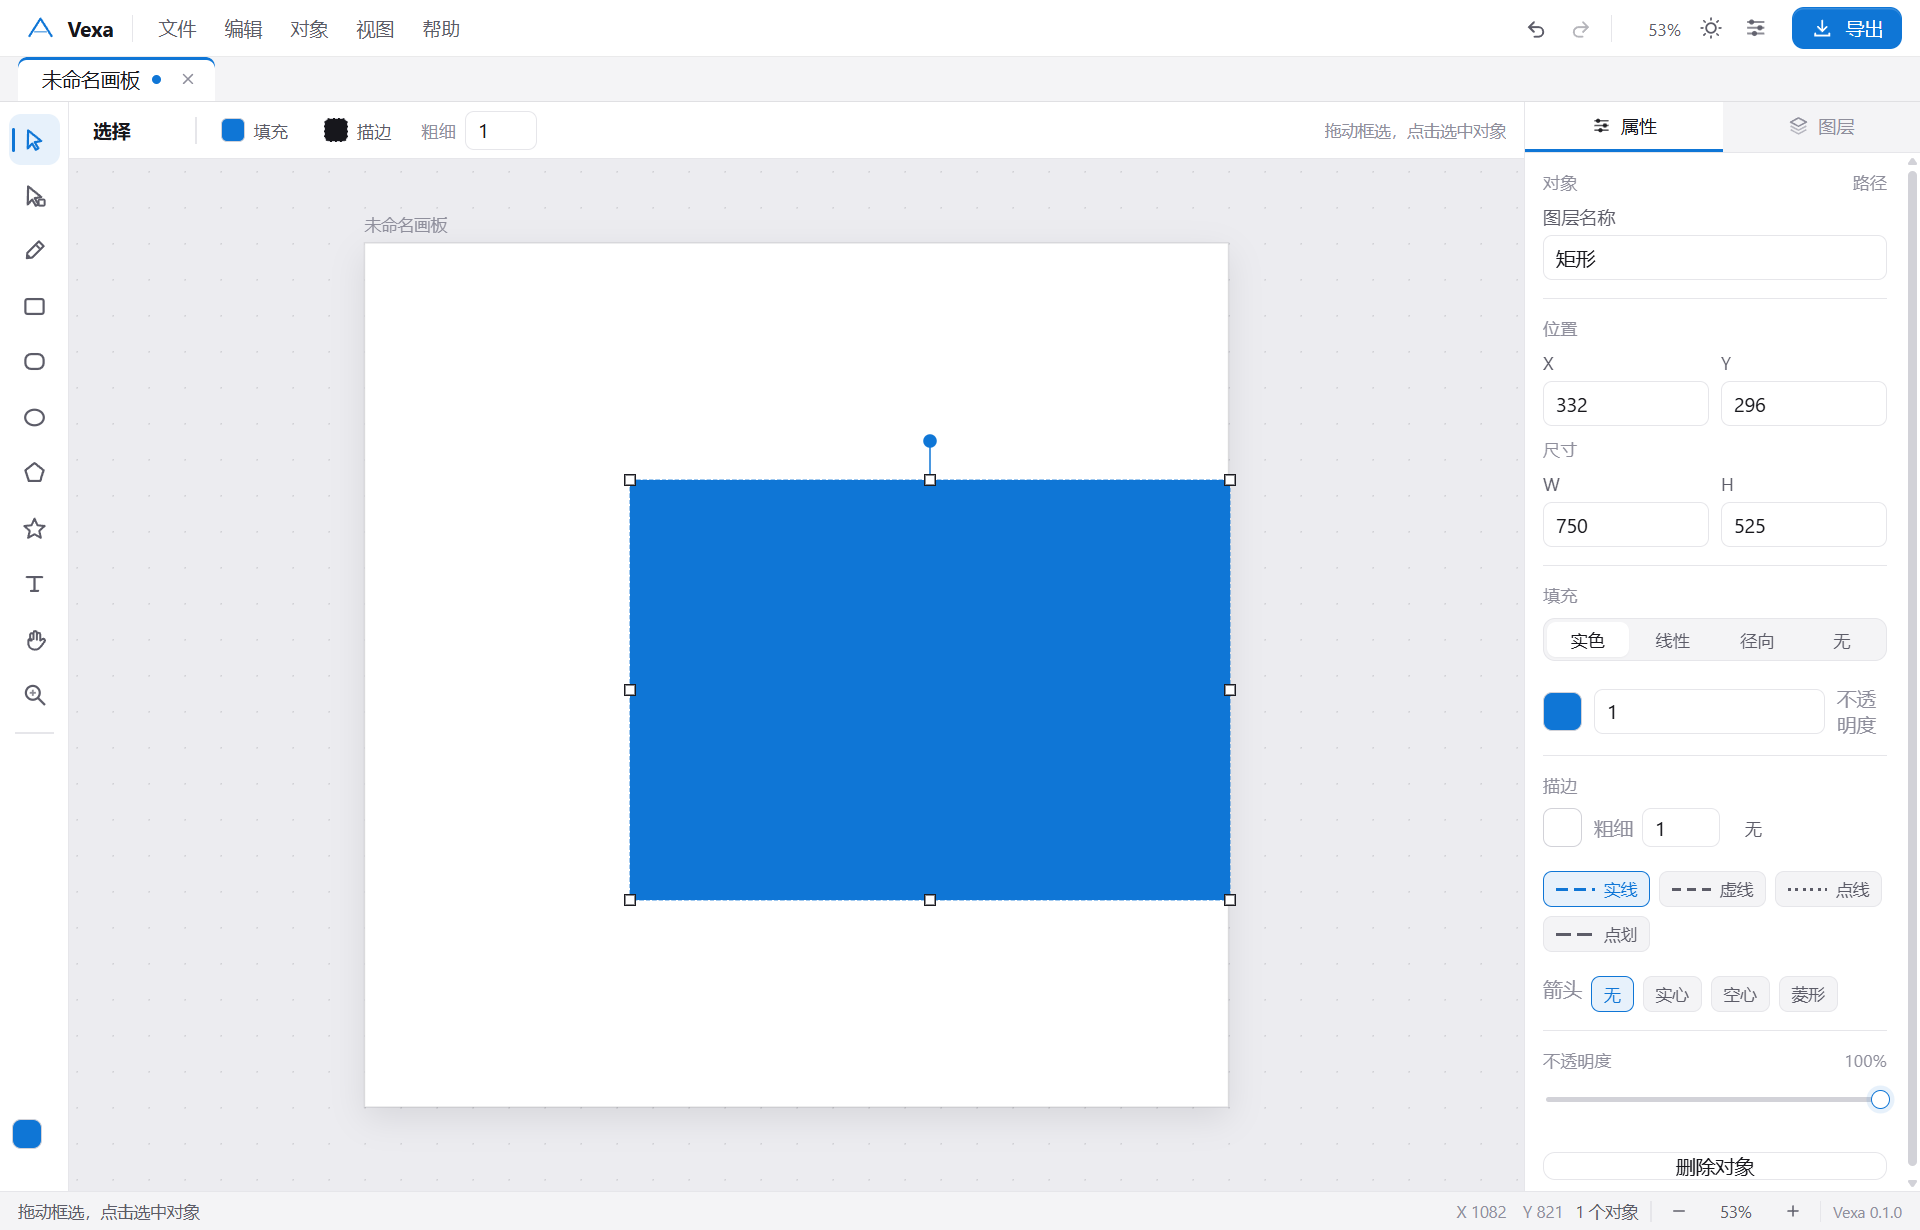 Vexa 文件 编辑 对象 视图 帮助 53% 导出
未命名画板
选择 填充 描边 粗细 1 拖动框选，点击选中对象
属性 图层
未命名画板
对象 路径
图层名称
矩形
位置
X Y
332 296
尺寸
W H
750 525
填充
实色 线性 径向 无
1 不透
明度
描边
粗细 1 无
实线 虚线 点线
点划
箭头 无 实心 空心 菱形
不透明度 100%
删除对象
拖动框选，点击选中对象 X 1082 Y 821 1 个对象 53% Vexa 0.1.0